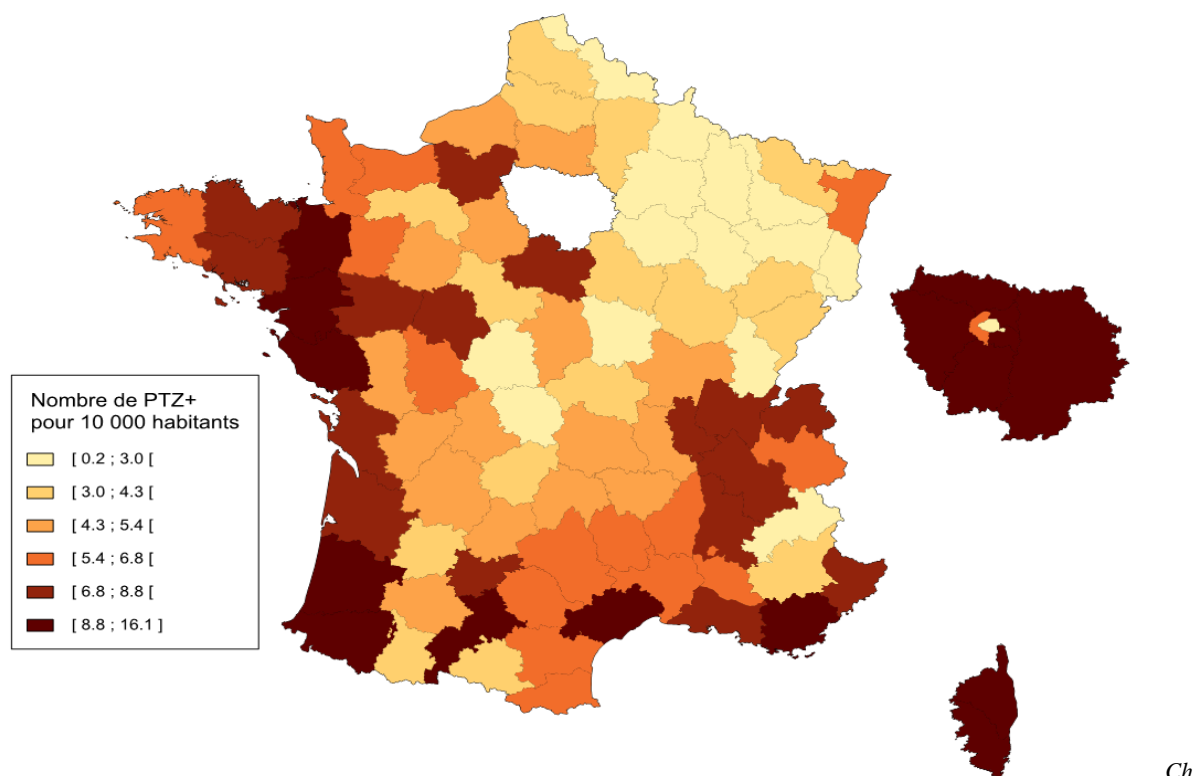 Nombre de PTZ+
pour 10 000 habitants
[ 0.2 ; 3.0 [
[ 3.0 ; 4.3 [
[ 4.3 ; 5.4 [
[ 5.4 ; 6.8 [
[ 6.8 ; 8.8 [
[ 8.8 ; 16.1 ]
Ch